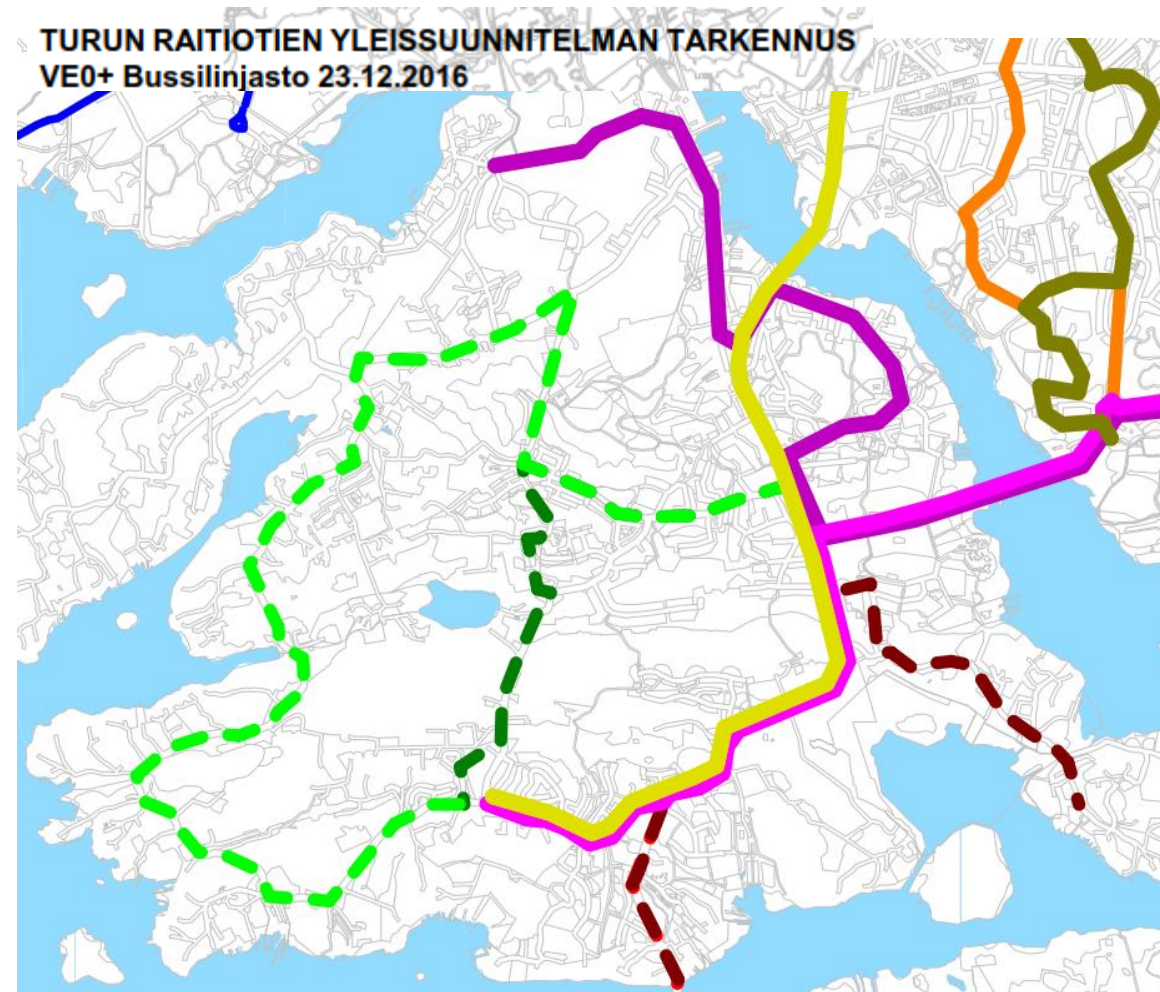 TURUN RAITIOTIEN YLEISSUUNNITELMAN TARKENNUS
VE0+ Bussilinjasto 23.12.2016